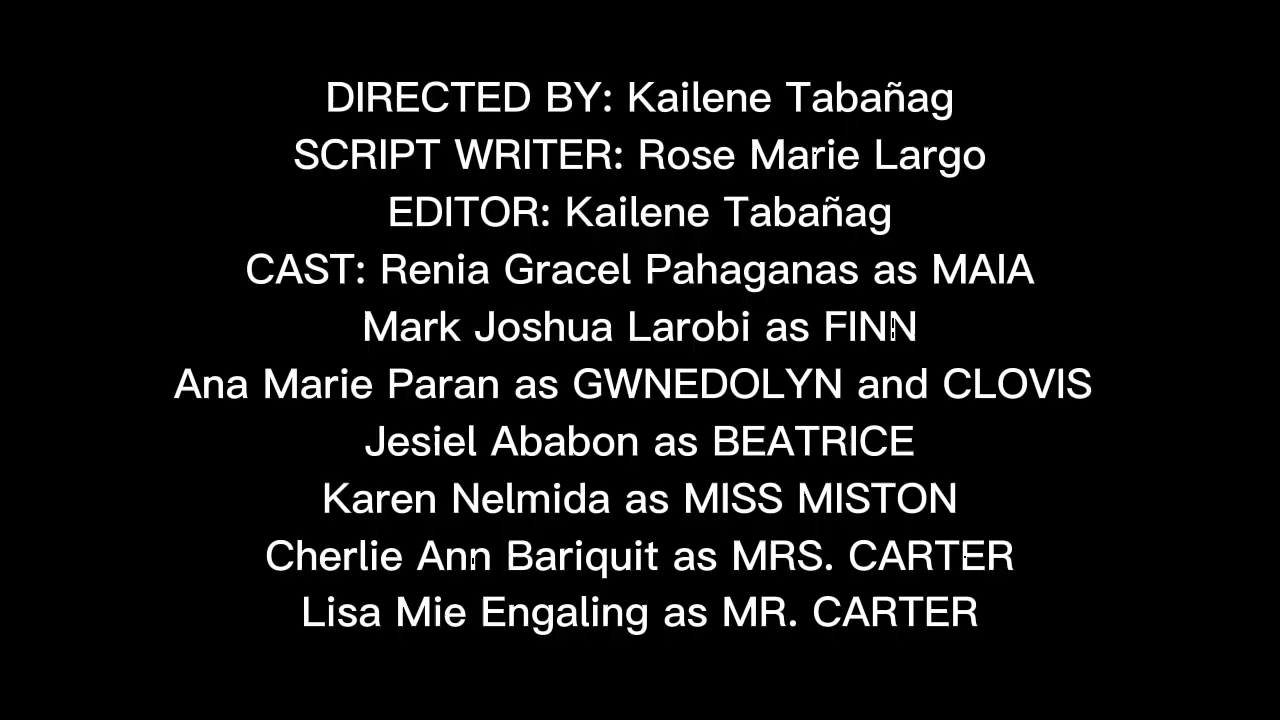 DIRECTED BY: Kailene Tabañag
SCRIPT WRITER: Rose Marie Largo
EDITOR: Kailene Tabañag
CAST: Renia Gracel Pahaganas as MAIA
Mark Joshua Larobi as FINN
Ana Marie Paran as GWNEDOLYN and CLOVIS
Jesiel Ababon as BEATRICE
Karen Nelmida as MISS MISTON
Cherlie Ann Bariquit as MRS. CARTER
Lisa Mie Engaling as MR. CARTER